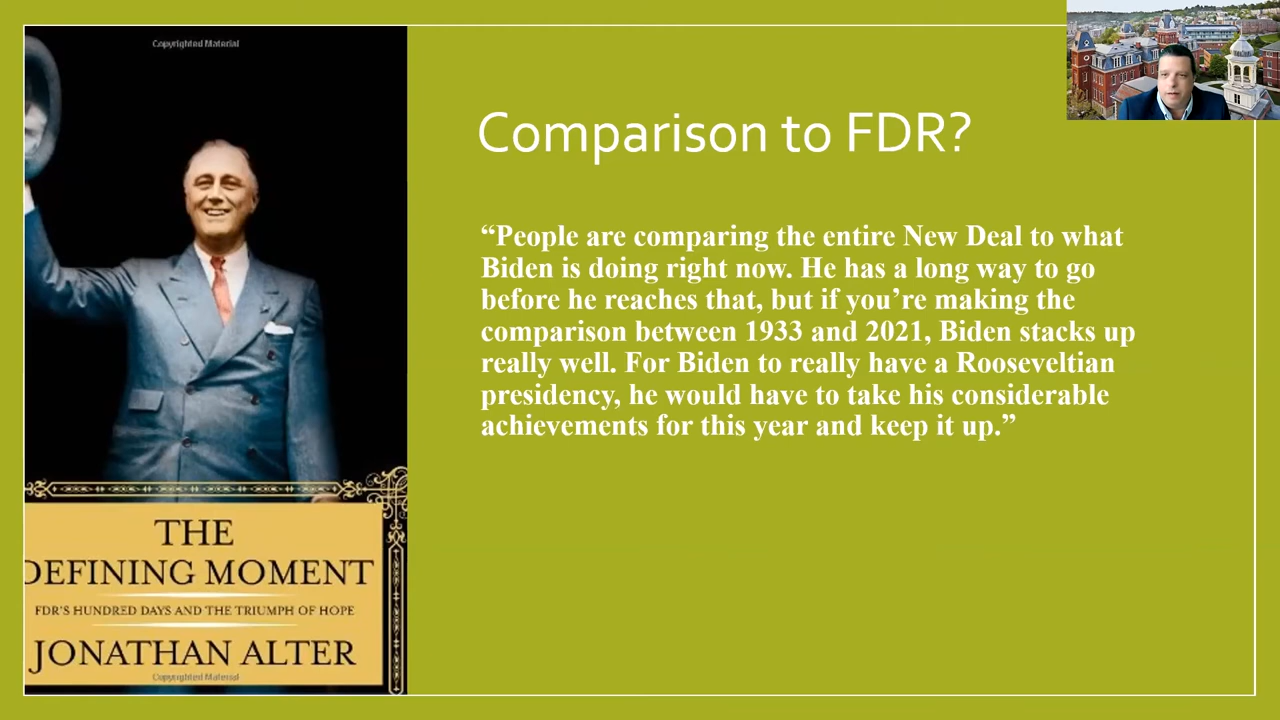 Copyrighted Material
THE
DEFINING MOMENT
FDR'S HUNDRED DAYS AND THE TRIUMPH OF HOPE
JONATHAN ALTER
Copyrighted Material
Comparison to FDR?
“People are comparing the entire New Deal to what
Biden is doing right now. He has a long way to go
before he reaches that, but if you’re making the
comparison between 1933 and 2021, Biden stacks up
really well. For Biden to really have a Rooseveltian
presidency, he would have to take his considerable
achievements for this year and keep it up.”